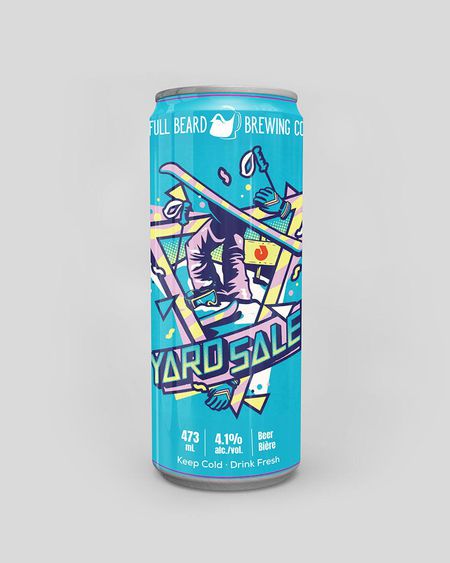 FULL BEARD BREWING CO
YARD SALE
473 mL
4.1% alc./vol.
Beer Bière
Keep Cold · Drink Fresh